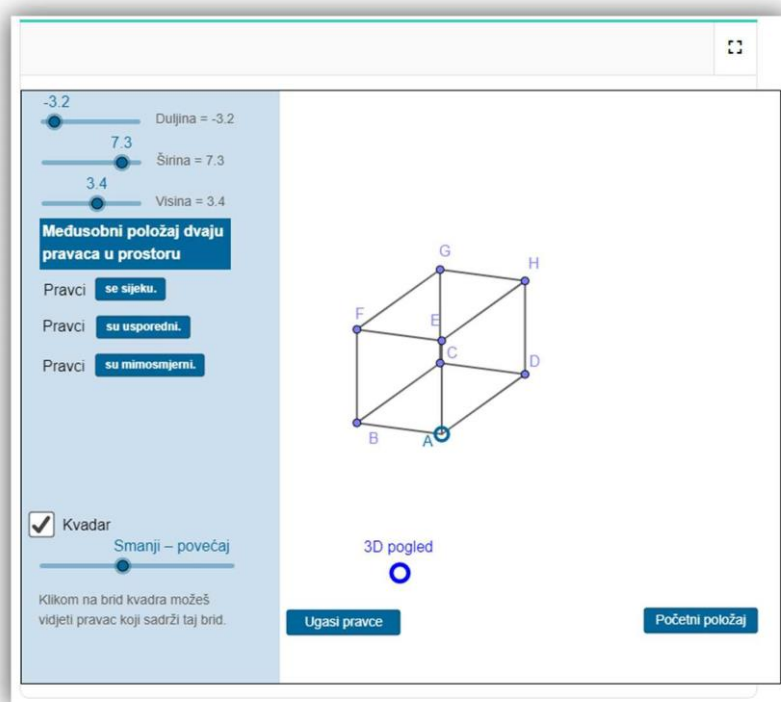 -3.2
Duljina = -3.2
7.3
Širina = 7.3
3.4
Visina = 3.4
Međusobni položaj dvaju
pravaca u prostoru
Pravci se sijeku.
Pravci su usporedni.
Pravci su mimosmjerni.
G
H
F
E
C
D
B
A
Kvadar
Smanji – povećaj
3D pogled
Klikom na brid kvadra možeš
vidjeti pravac koji sadrži taj brid.
Ugasi pravce
Početni položaj